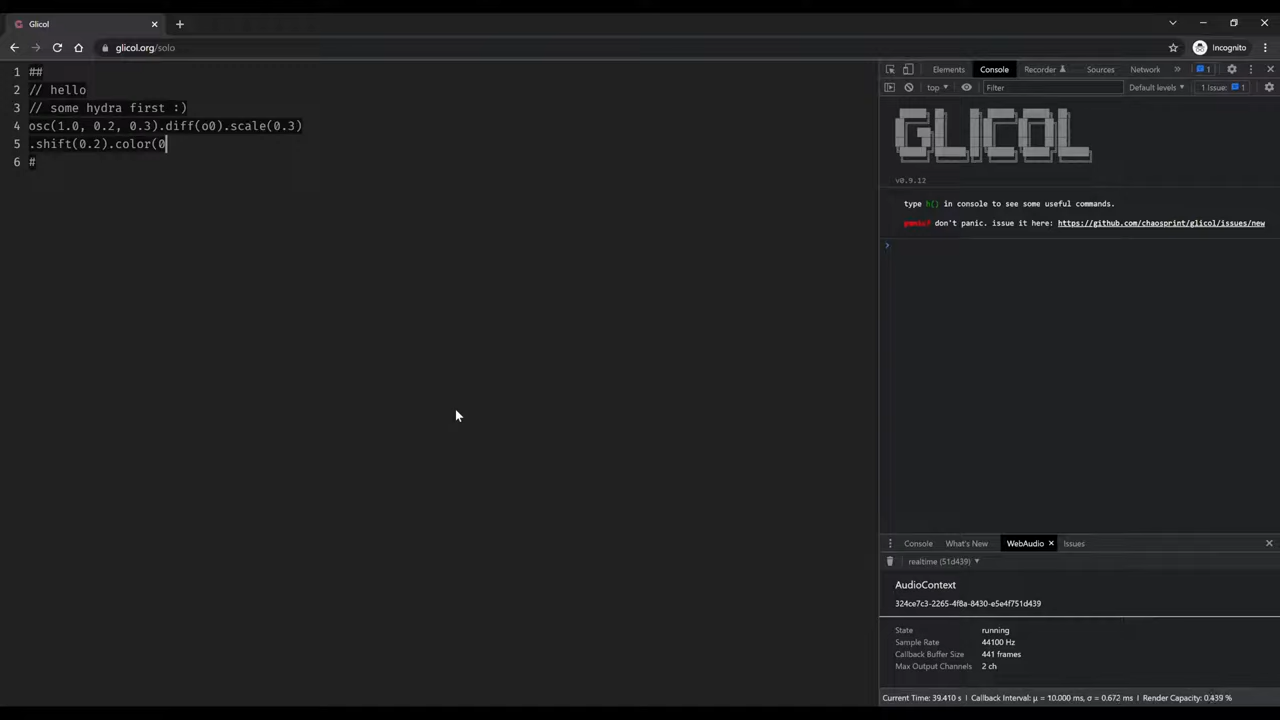 Glicol
glicol.org/solo
Incognito
1 ##
2 // hello
3 // some hydra first :)
4 osc(1.0, 0.2, 0.3).diff(o0).scale(0.3)
5 .shift(0.2).color(0
6 #
Elements Console Recorder Sources Network » 1
top Filter Default levels 1 Issue: 1
GLICOL
v0.9.12
type h() in console to see some useful commands.
don't panic. issue it here: https://github.com/chaosprint/glicol/issues/new
>
Console What's New WebAudio Issues
realtime (51d439)
AudioContext
324ce7c3-2265-4f8a-8430-e5e4f751d439
State running
Sample Rate 44100 Hz
Callback Buffer Size 441 frames
Max Output Channels 2 ch
Current Time: 39.410 s | Callback Interval: μ = 10.000 ms, σ = 0.672 ms | Render Capacity: 0.439 %